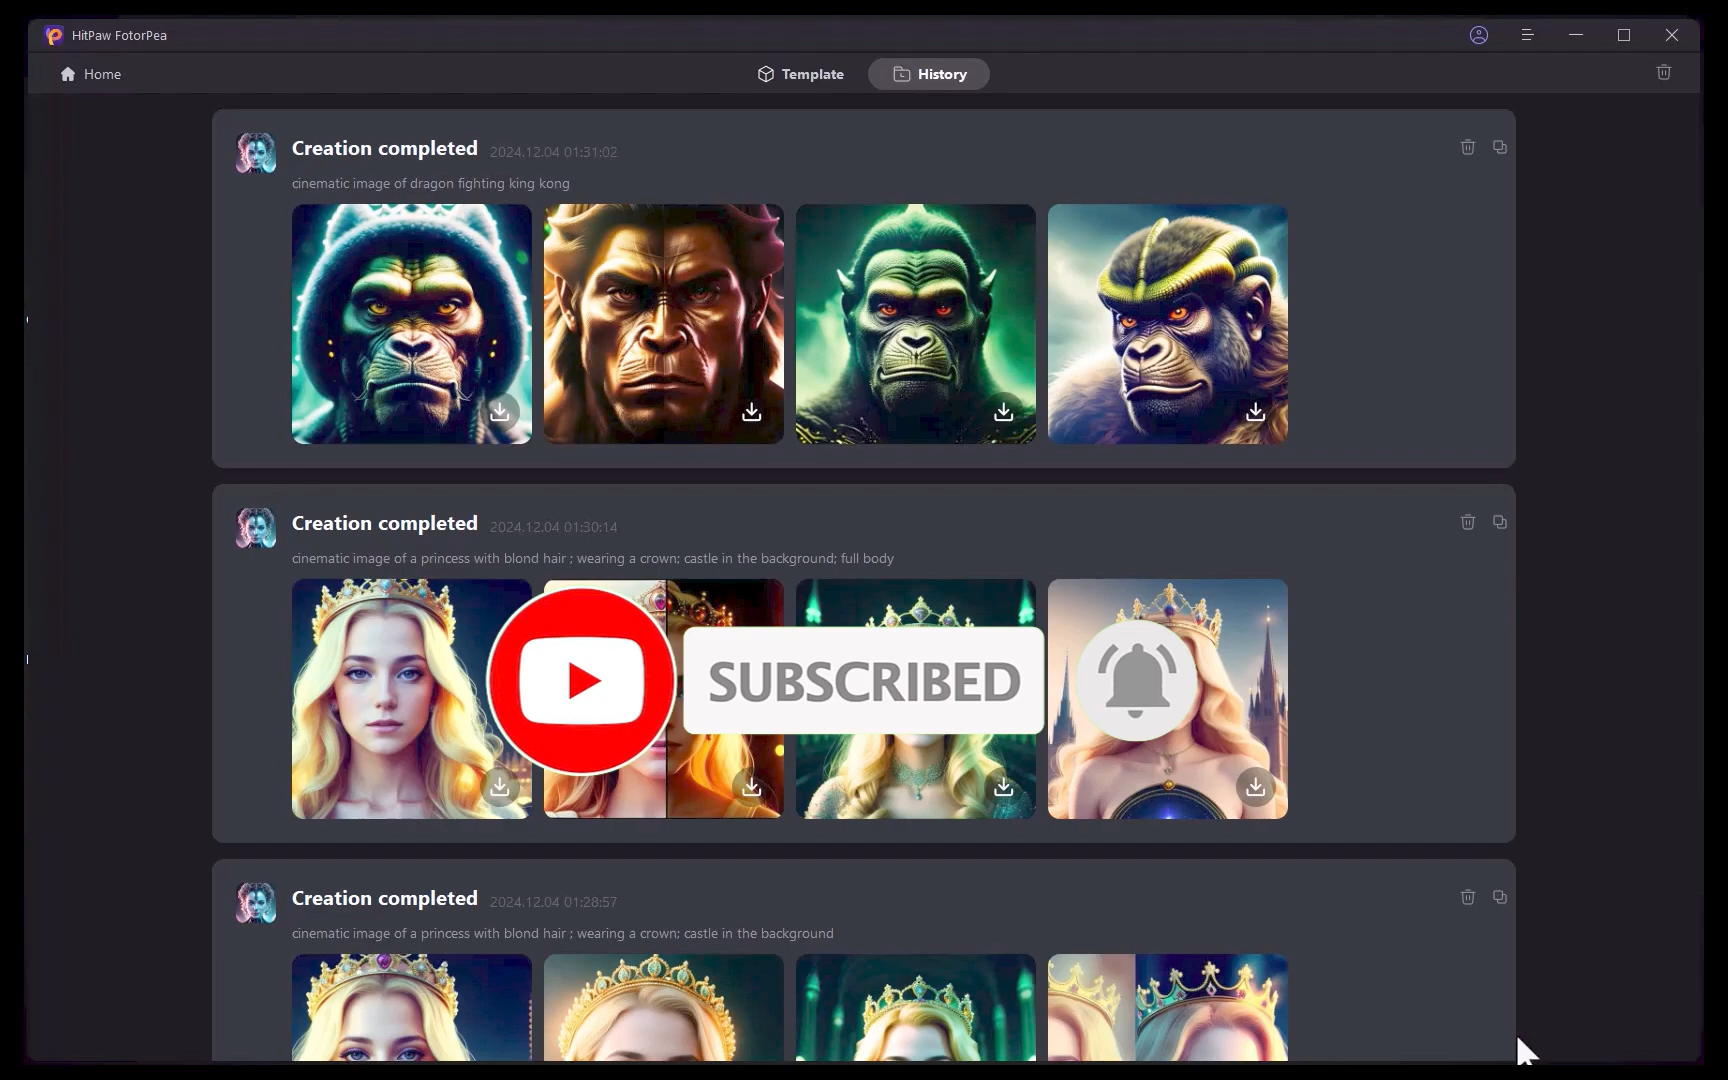 HitPaw FotorPea
Home
Template
History
Creation completed 2024.12.04 01:31:02
cinematic image of dragon fighting king kong
Creation completed 2024.12.04 01:30:14
cinematic image of a princess with blond hair ; wearing a crown; castle in the background; full body
SUBSCRIBED
Creation completed 2024.12.04 01:28:57
cinematic image of a princess with blond hair ; wearing a crown; castle in the background